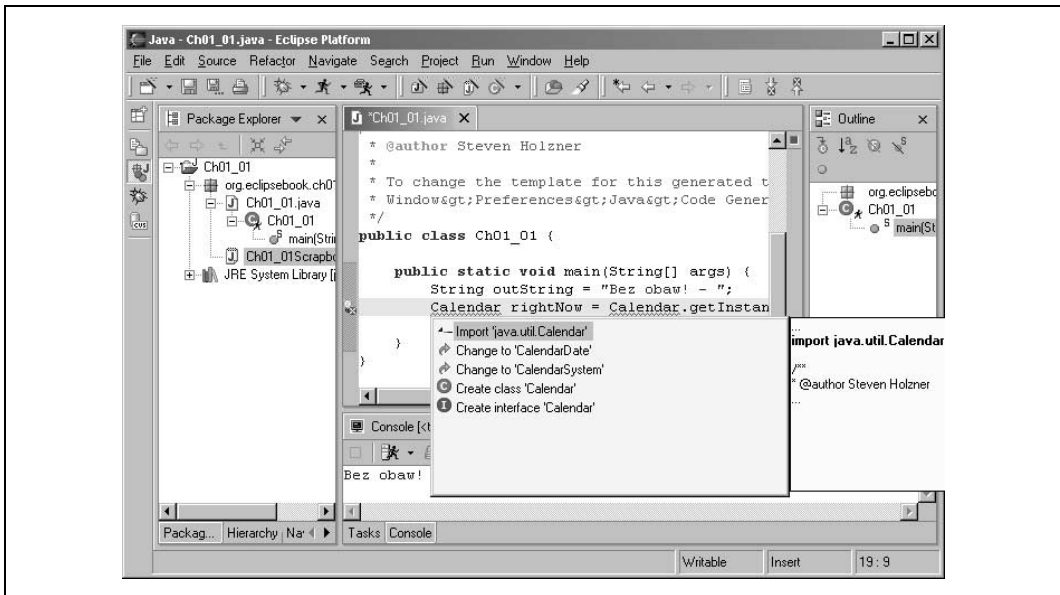 Java - Ch01_01.java - Eclipse Platform
File Edit Source Refactor Navigate Search Project Run Window Help
Package Explorer
Ch01_01
org.eclipsebook.ch0
Ch01_01.java
Ch01_01
main(Stri
Ch01_01Scrapbo
JRE System Library [j
Packag... Hierarchy Na
*Ch01_01.java
* @author Steven Holzner
*
* To change the template for this generated t
* Window&gt;Preferences&gt;Java&gt;Code Gener
*/
public class Ch01_01 {
public static void main(String[] args) {
String outString = "Bez obaw! - ";
Calendar rightNow = Calendar.getInstan
}
}
Import 'java.util.Calendar'
Change to 'CalendarDate'
Change to 'CalendarSystem'
Create class 'Calendar'
Create interface 'Calendar'
...
import java.util.Calendar
/**
* @author Steven Holzner
...
Console [<t
Bez obaw!
Tasks Console
Outline
org.eclipsebo
Ch01_01
main(St
Writable Insert 19 : 9